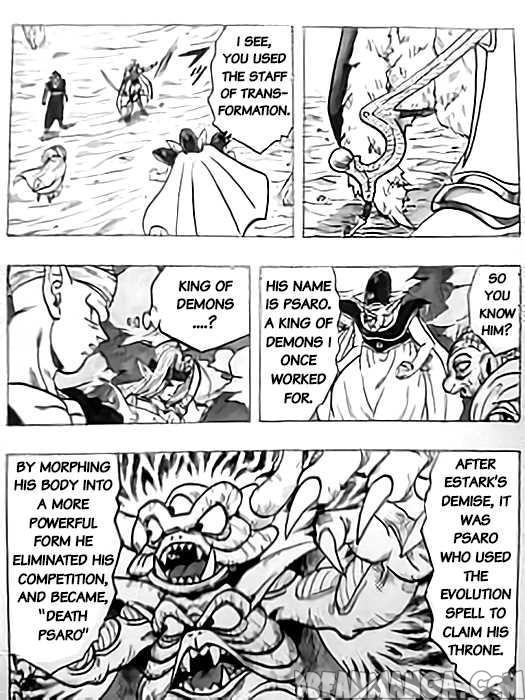 I SEE,
YOU USED
THE STAFF
OF TRANS-
FORMATION.
SO
YOU
KNOW
HIM?
HIS NAME
IS PSARO.
A KING OF
DEMONS I
ONCE
WORKED
FOR.
KING OF
DEMONS
....?
AFTER
ESTARK'S
DEMISE, IT
WAS
PSARO
WHO USED
THE
EVOLUTION
SPELL TO
CLAIM HIS
THRONE.
BY MORPHING
HIS BODY INTO
A MORE
POWERFUL
FORM HE
ELIMINATED HIS
COMPETITION,
AND BECAME,
"DEATH
PSARO"